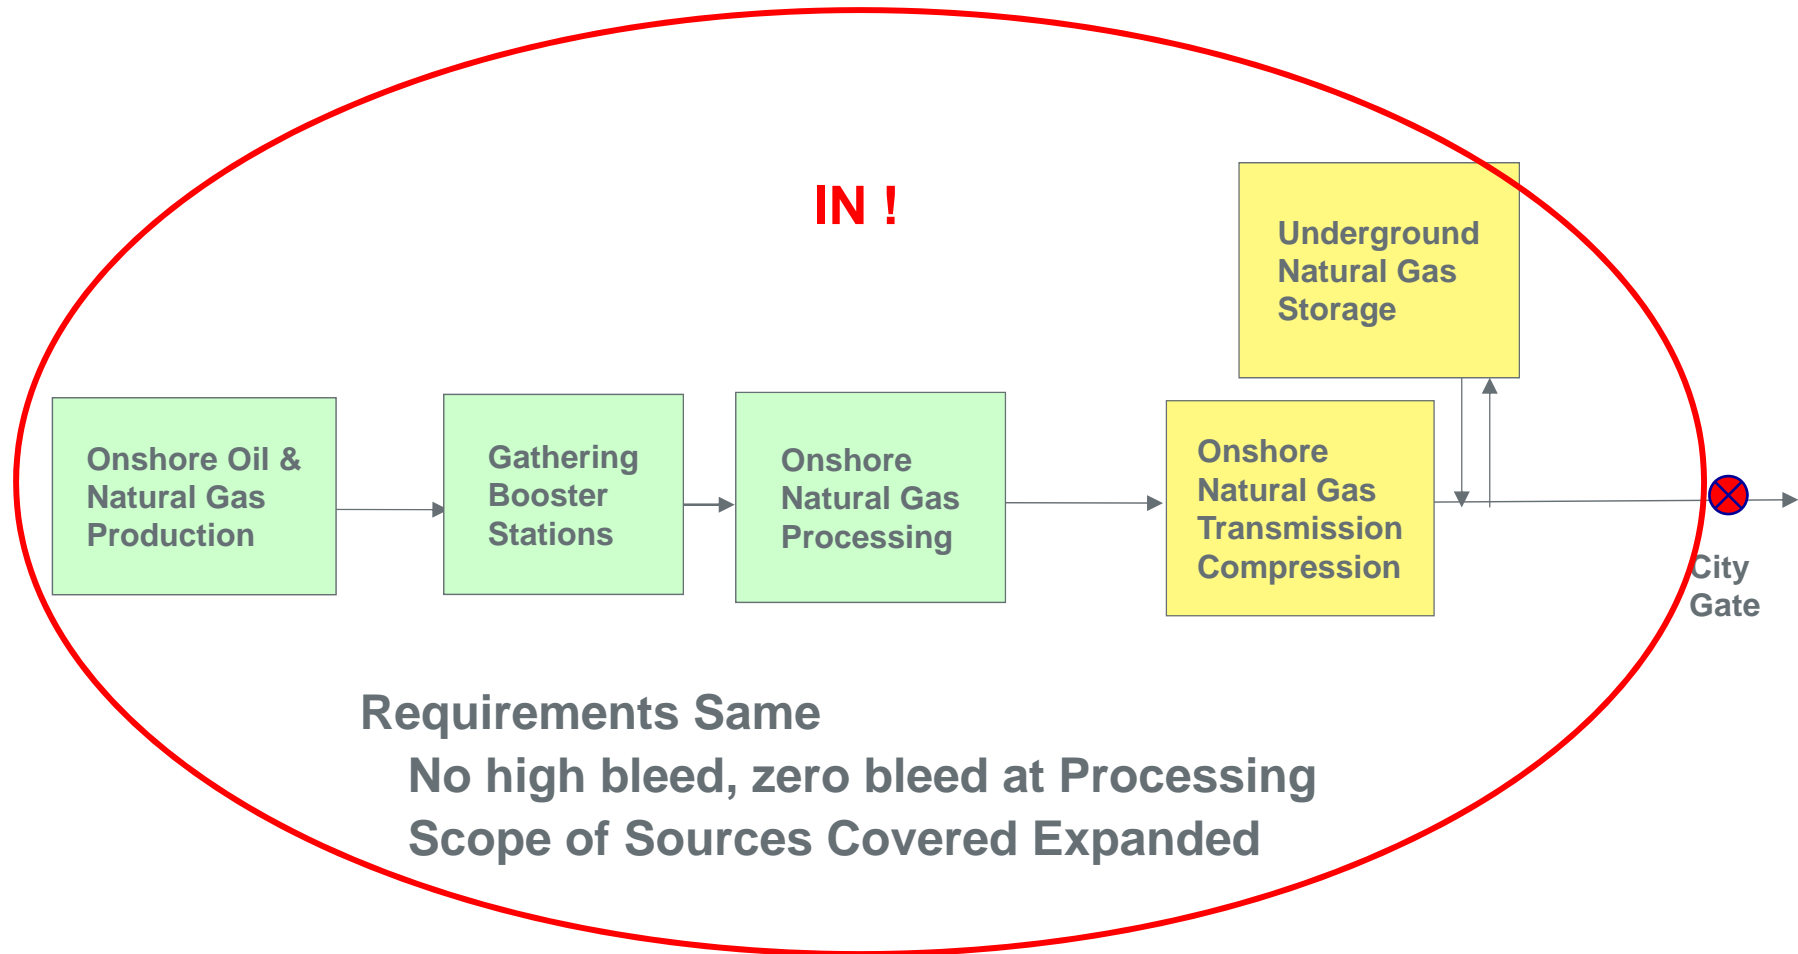 IN !
Underground
Natural Gas
Storage
Onshore Oil &
Natural Gas
Production
Gathering
Booster
Stations
Onshore
Natural Gas
Processing
Onshore
Natural Gas
Transmission
Compression
City
Gate
Requirements Same
No high bleed, zero bleed at Processing
Scope of Sources Covered Expanded